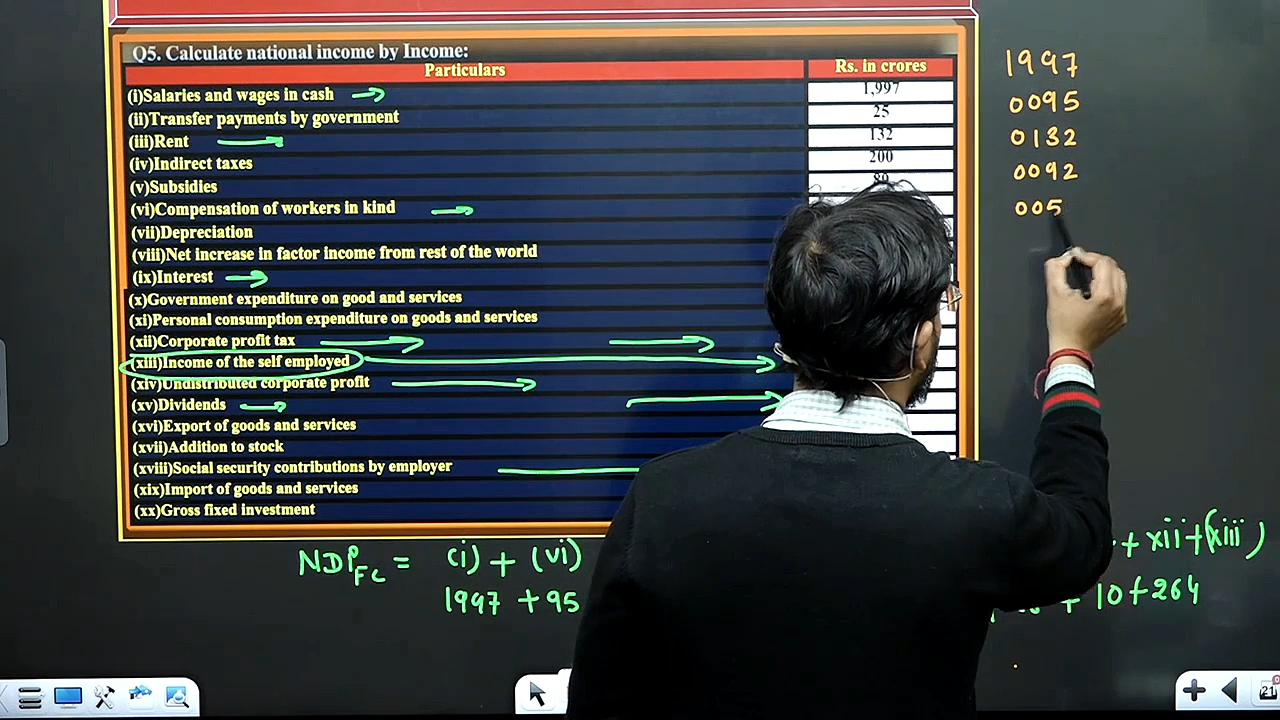 Q5. Calculate national income by Income:
Particulars Rs. in crores
(i)Salaries and wages in cash 1,997
(ii)Transfer payments by government 25
(iii)Rent 132
(iv)Indirect taxes 200
(v)Subsidies
(vi)Compensation of workers in kind
(vii)Depreciation
(viii)Net increase in factor income from rest of the world
(ix)Interest
(x)Government expenditure on good and services
(xi)Personal consumption expenditure on goods and services
(xii)Corporate profit tax
(xiii)Income of the self employed
(xiv)Undistributed corporate profit
(xv)Dividends
(xvi)Export of goods and services
(xvii)Addition to stock
(xviii)Social security contributions by employer
(xix)Import of goods and services
(xx)Gross fixed investment
1997
0095
0132
0092
005
NDP FC = (i) + (vi) + xii + (xiii)
1997 + 95 + 10 + 264
21